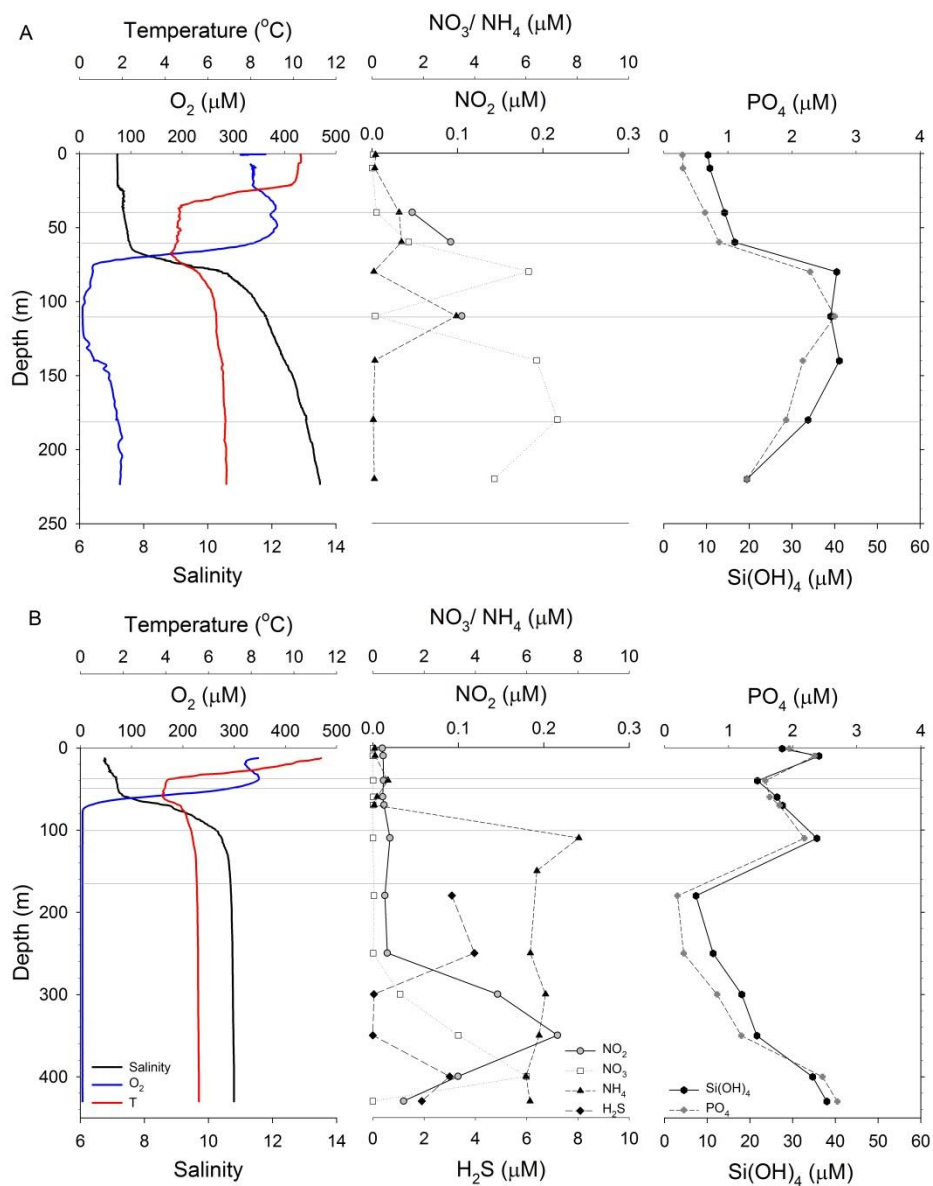 A
Temperature (°C)
0 2 4 6 8 10 12
O₂ (μM)
0 100 200 300 400 500
NO₃/ NH₄ (μM)
0 2 4 6 8 10
NO₂ (μM)
0.0 0.1 0.2 0.3
PO₄ (μM)
0 1 2 3 4
Depth (m)
0
50
100
150
200
250
6 8 10 12 14
Salinity
0 10 20 30 40 50 60
Si(OH)₄ (μM)
B
Temperature (°C)
0 2 4 6 8 10 12
O₂ (μM)
0 100 200 300 400 500
NO₃/ NH₄ (μM)
0 2 4 6 8 10
NO₂ (μM)
0.0 0.1 0.2 0.3
PO₄ (μM)
0 1 2 3 4
Depth (m)
0
100
200
300
400
Salinity
O₂
T
6 8 10 12 14
Salinity
NO₂
NO₃
NH₄
H₂S
0 2 4 6 8 10
H₂S (μM)
Si(OH)₄
PO₄
0 10 20 30 40 50 60
Si(OH)₄ (μM)